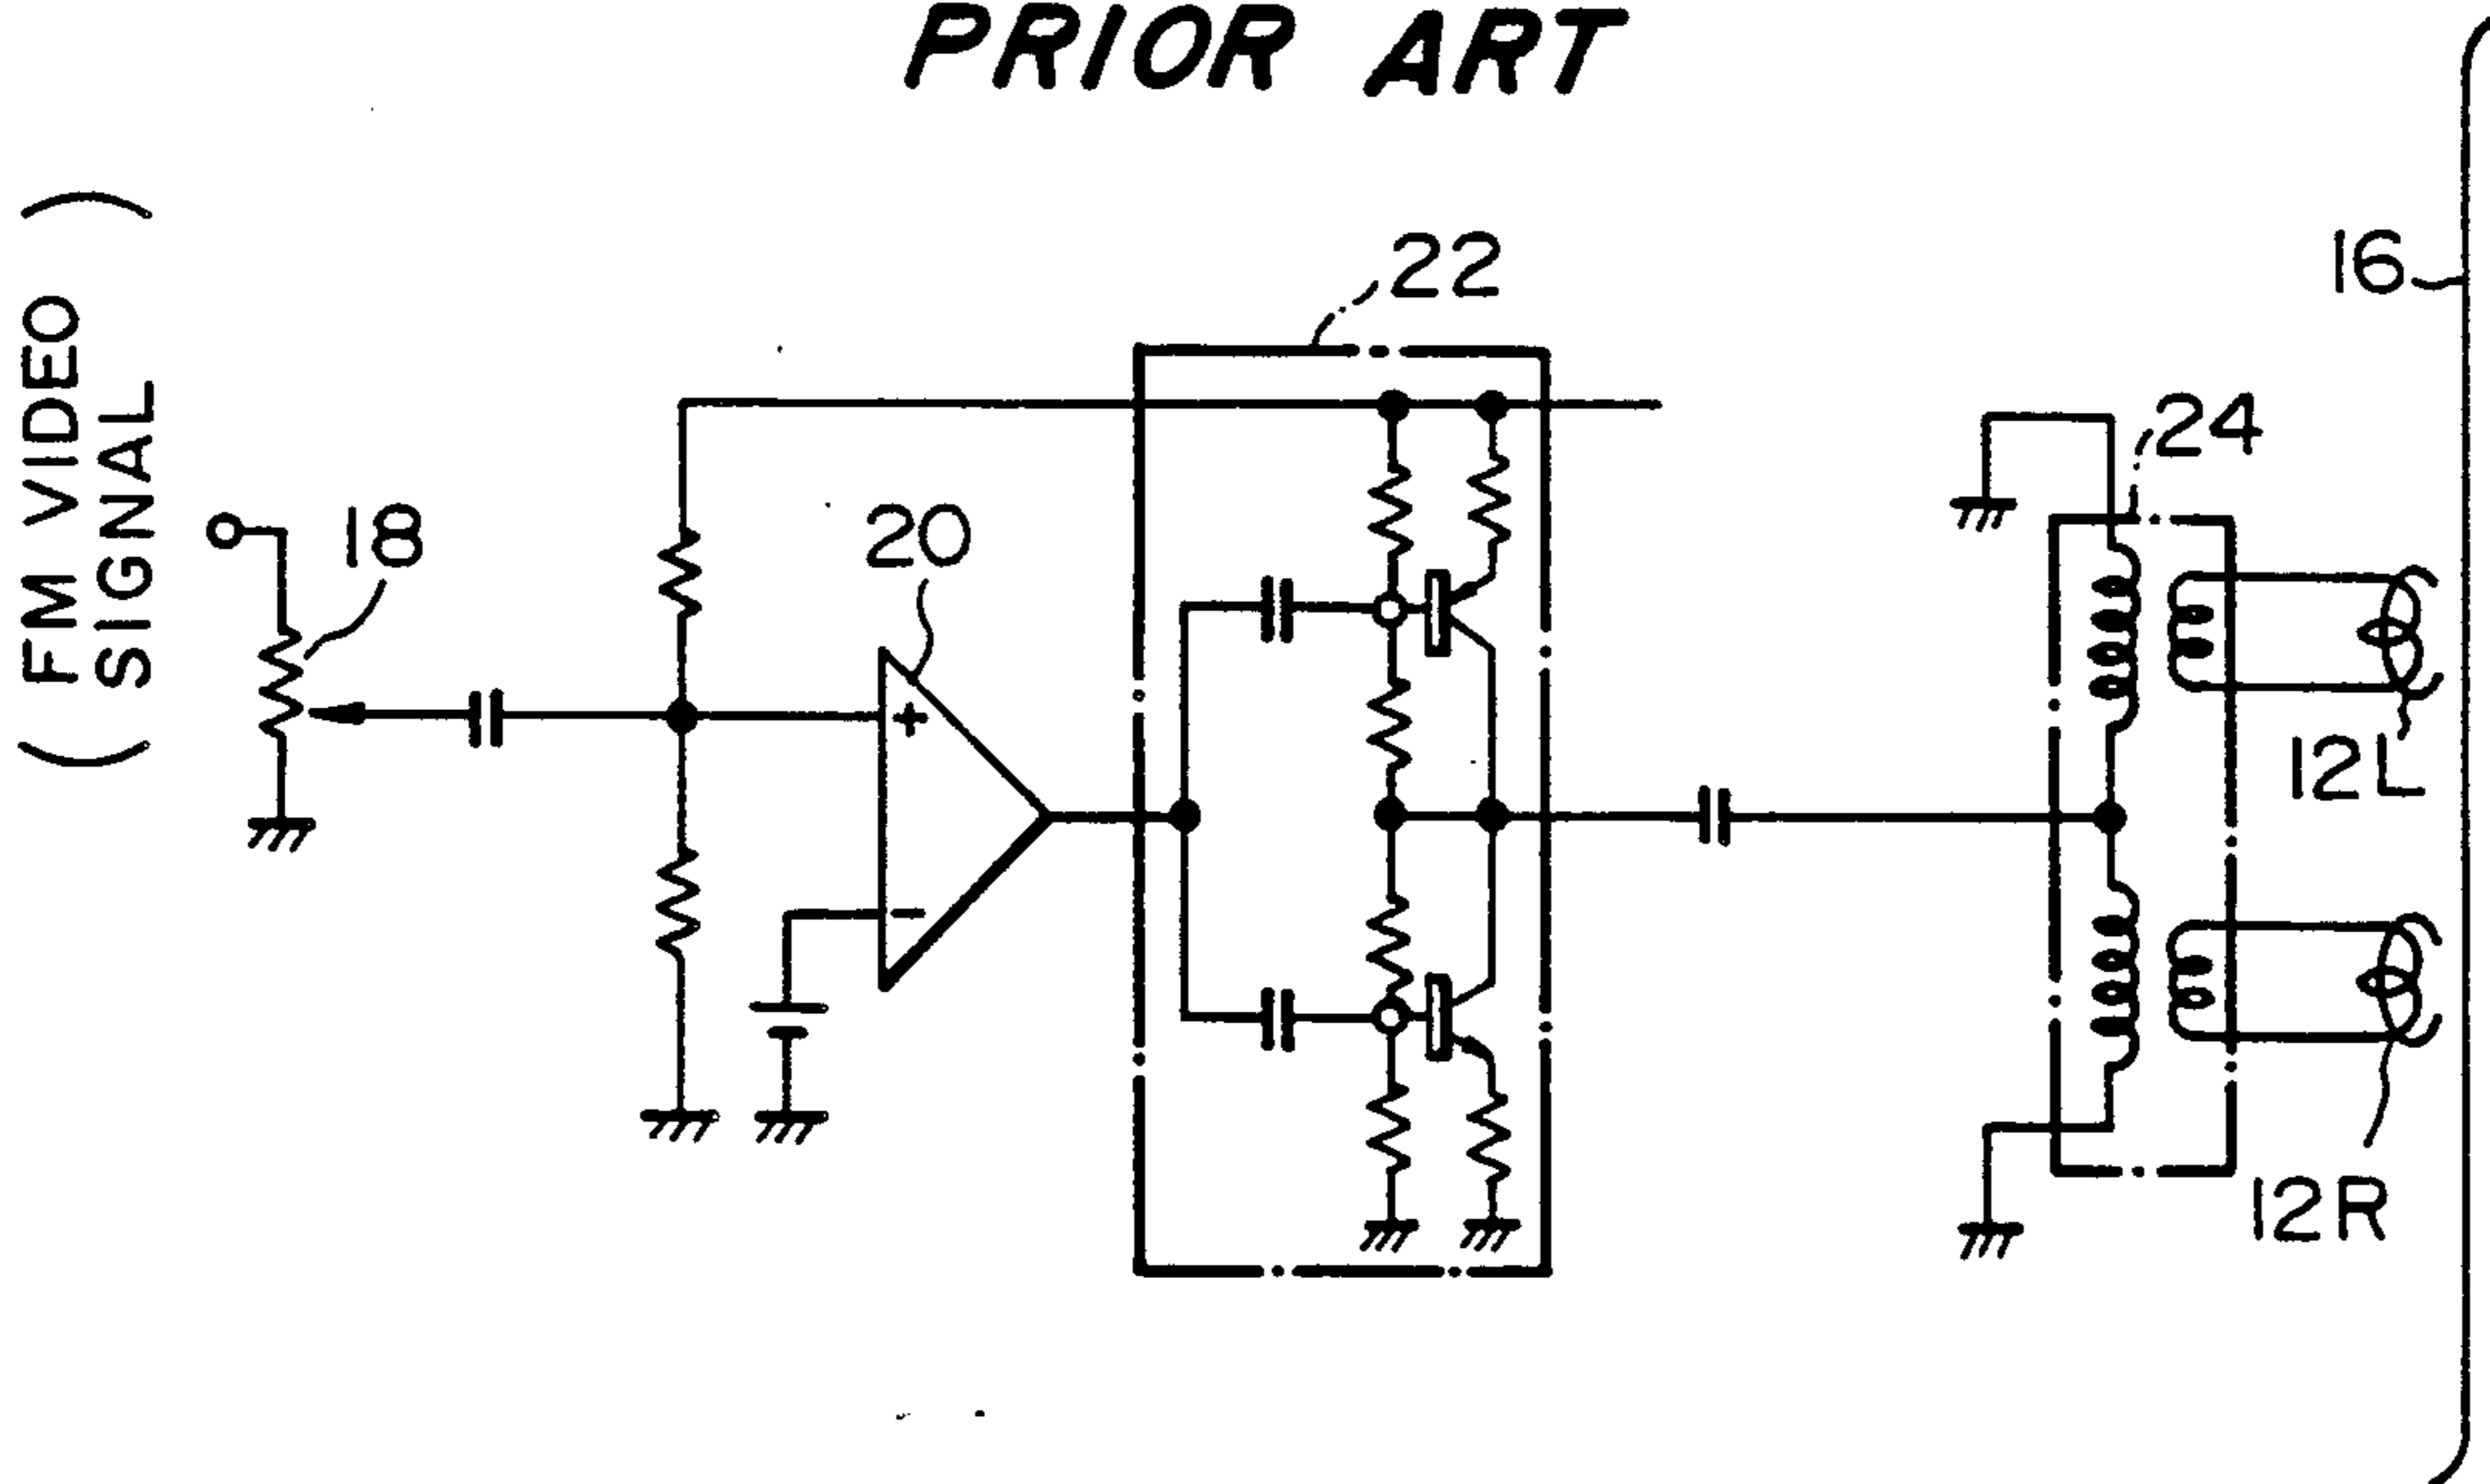 PRIOR ART
( FM VIDEO
SIGNAL )
22
16
24
18
20
+
−
12L
12R